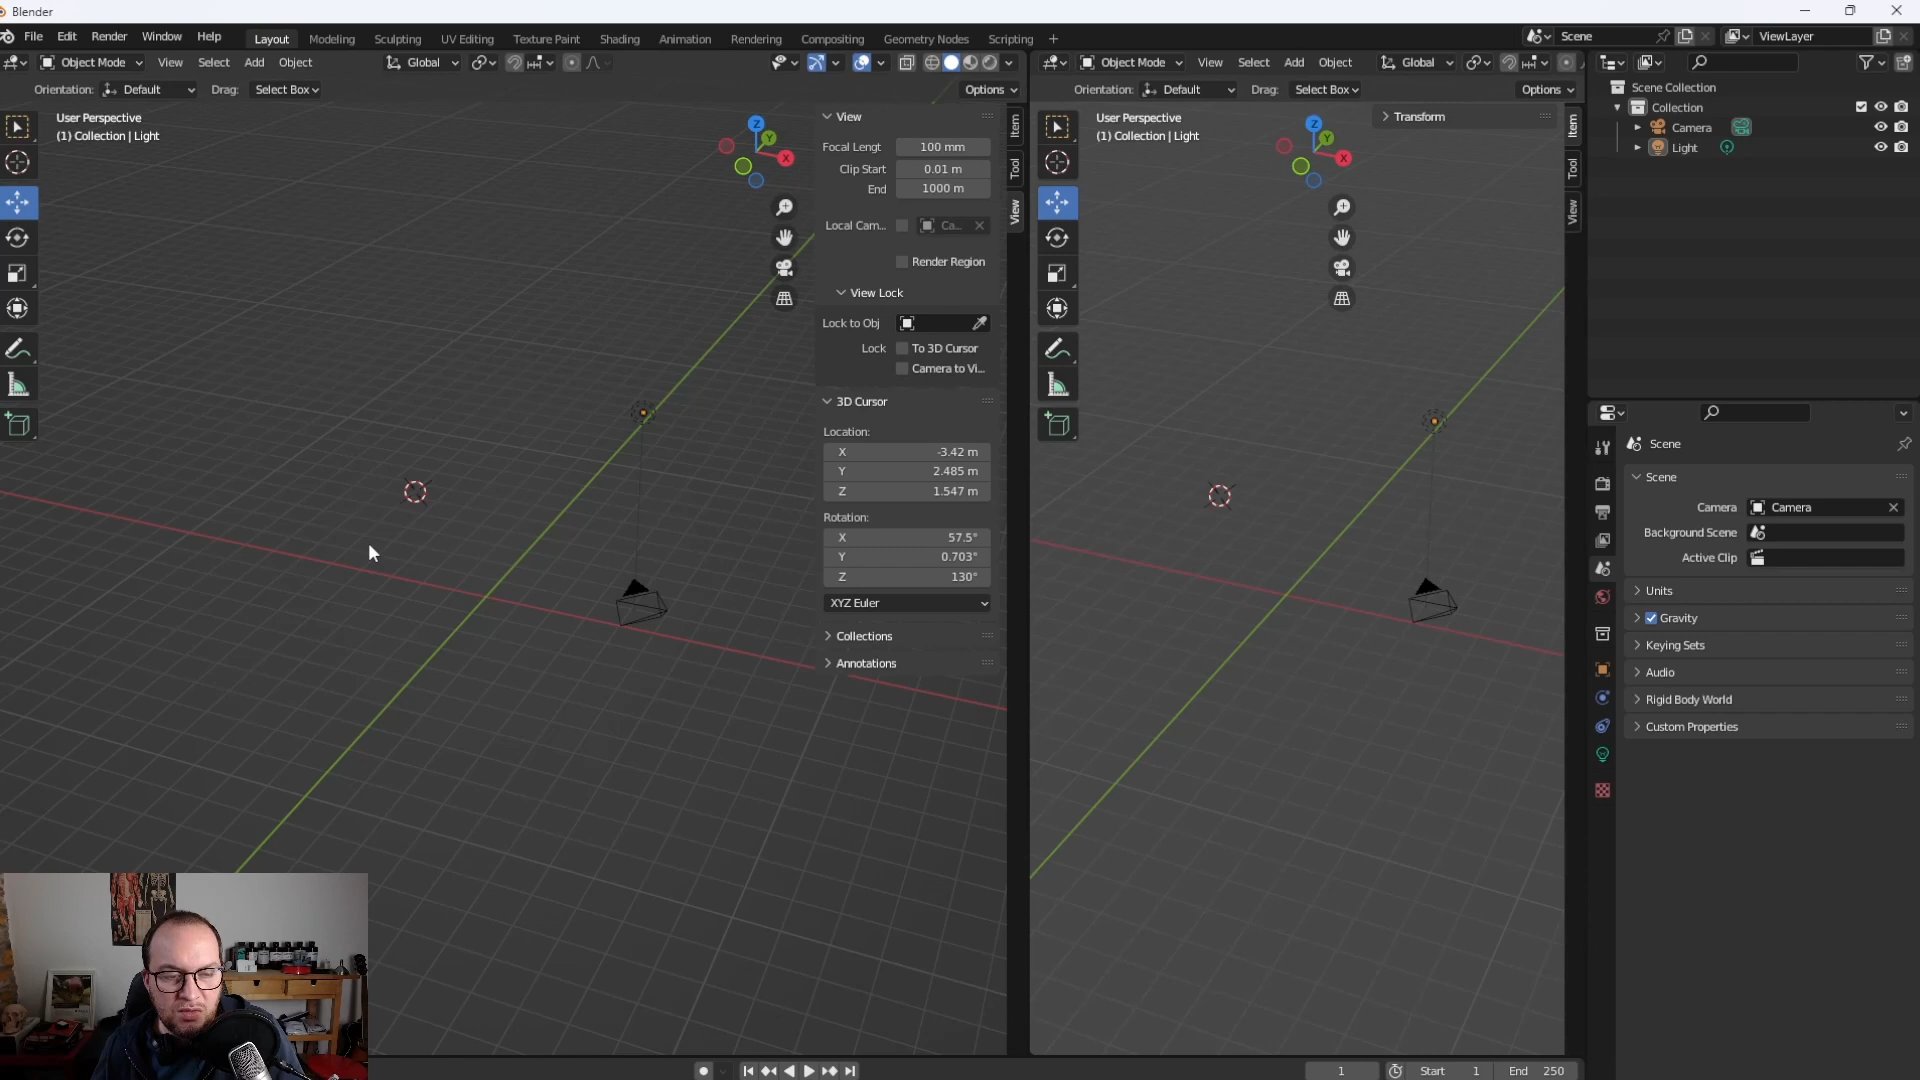 Blender
File Edit Render Window Help Layout Modeling Sculpting UV Editing Texture Paint Shading Animation Rendering Compositing Geometry Nodes Scripting + Scene ViewLayer
Object Mode View Select Add Object Global
Orientation: Default Drag: Select Box Options
User Perspective
(1) Collection | Light
Z
Y
X
View
Focal Lengt 100 mm
Clip Start 0.01 m
End 1000 m
Local Cam... Ca...
Render Region
View Lock
Lock to Obj
Lock To 3D Cursor
Camera to Vi...
3D Cursor
Location:
X -3.42 m
Y 2.485 m
Z 1.547 m
Rotation:
X 57.5°
Y 0.703°
Z 130°
XYZ Euler
Collections
Annotations
Item
Tool
View
Object Mode View Select Add Object Global
Orientation: Default Drag: Select Box Options
User Perspective
(1) Collection | Light
Z
Y
X
Transform
Item
Tool
View
Scene Collection
Collection
Camera
Light
Scene
Scene
Camera Camera
Background Scene
Active Clip
Units
Gravity
Keying Sets
Audio
Rigid Body World
Custom Properties
1 Start 1 End 250